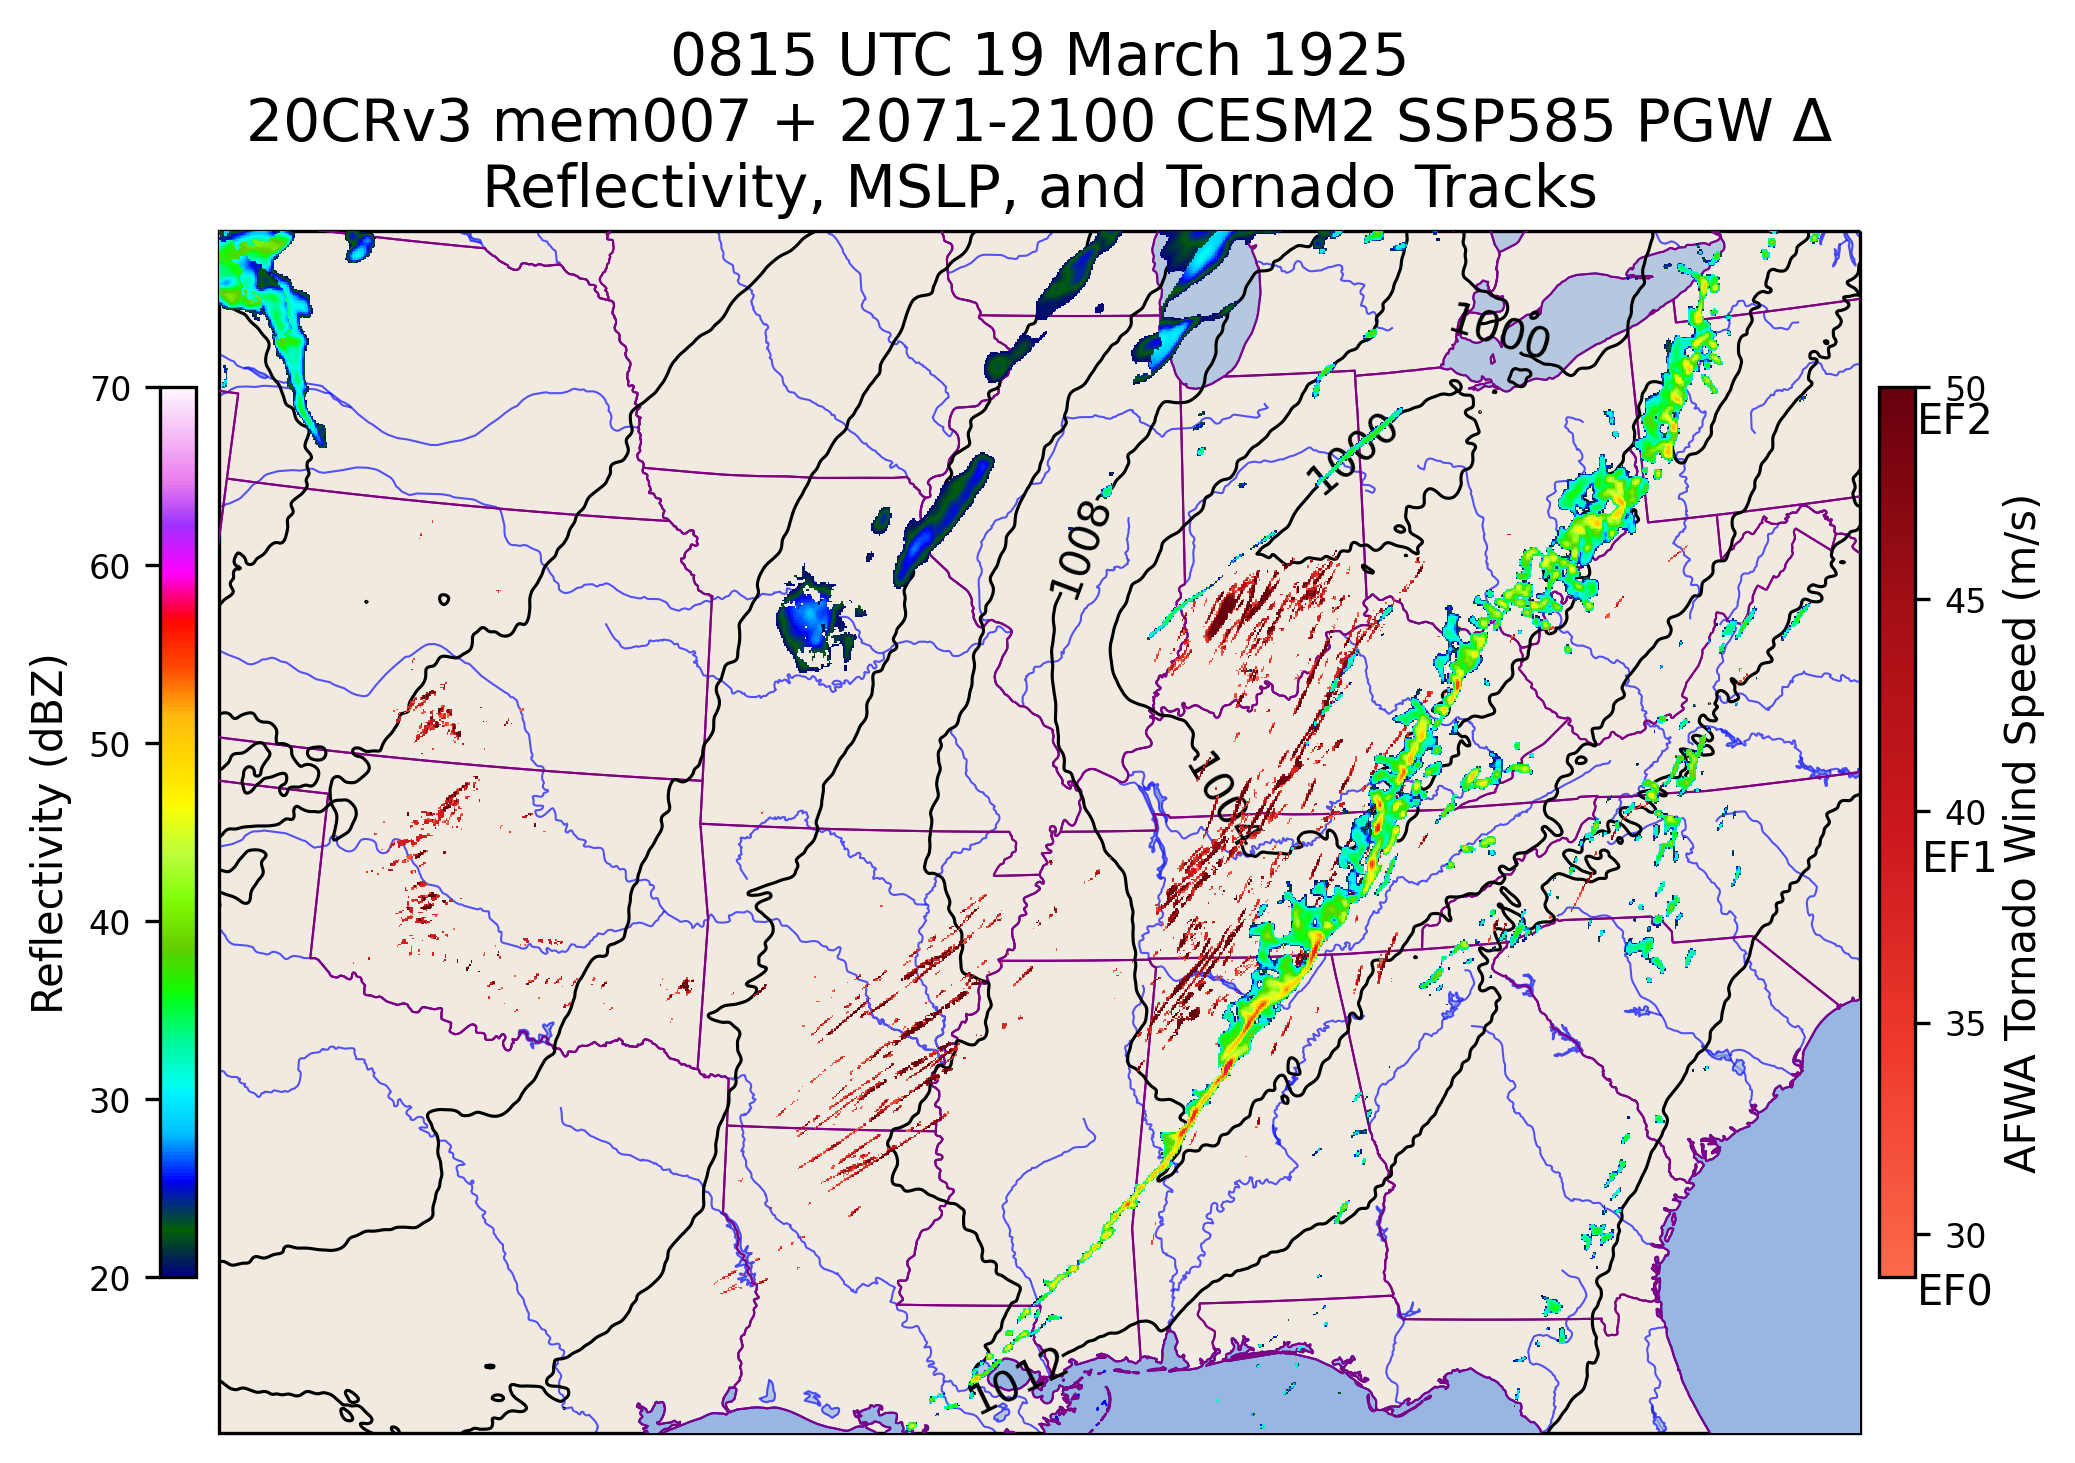 0815 UTC 19 March 1925
20CRv3 mem007 + 2071-2100 CESM2 SSP585 PGW Δ
Reflectivity, MSLP, and Tornado Tracks
Reflectivity (dBZ)
70
60
50
40
30
20
1000
1000
1008
100
1012
50
EF2
45
40
EF1
35
30
EF0
AFWA Tornado Wind Speed (m/s)